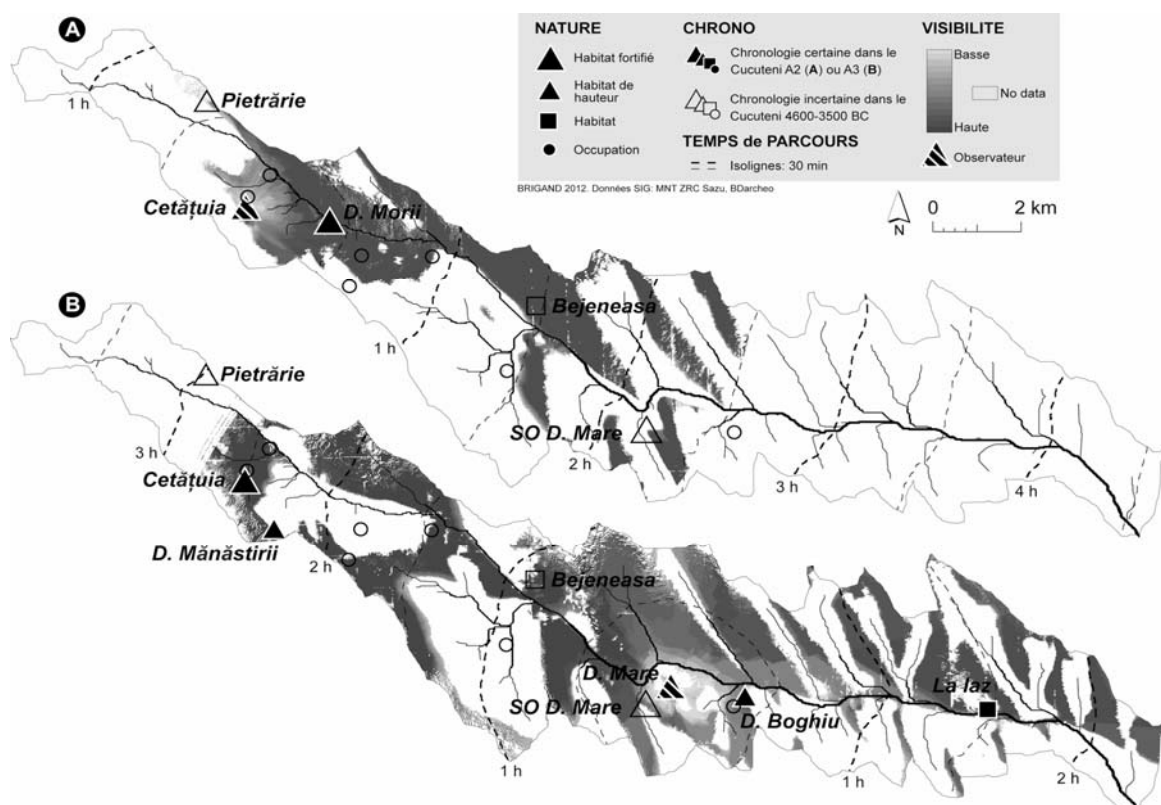 A
NATURE
Habitat fortifié
Habitat de
hauteur
Habitat
Occupation
CHRONO
Chronologie certaine dans le
Cucuteni A2 (A) ou A3 (B)
Chronologie incertaine dans le
Cucuteni 4600-3500 BC
TEMPS de PARCOURS
Isolignes: 30 min
VISIBILITE
Basse
No data
Haute
Observateur
BRIGAND 2012. Données SIG: MNT ZRC Sazu, BDarcheo
N
0 2 km
1 h
Pietrărie
Cetățuia
D. Morii
1 h
Bejeneasa
SO D. Mare
2 h
3 h
4 h
B
Pietrărie
3 h
Cetățuia
D. Mănăstirii
2 h
Bejeneasa
D. Mare
SO D. Mare
D. Boghiu
La Iaz
1 h
1 h
2 h